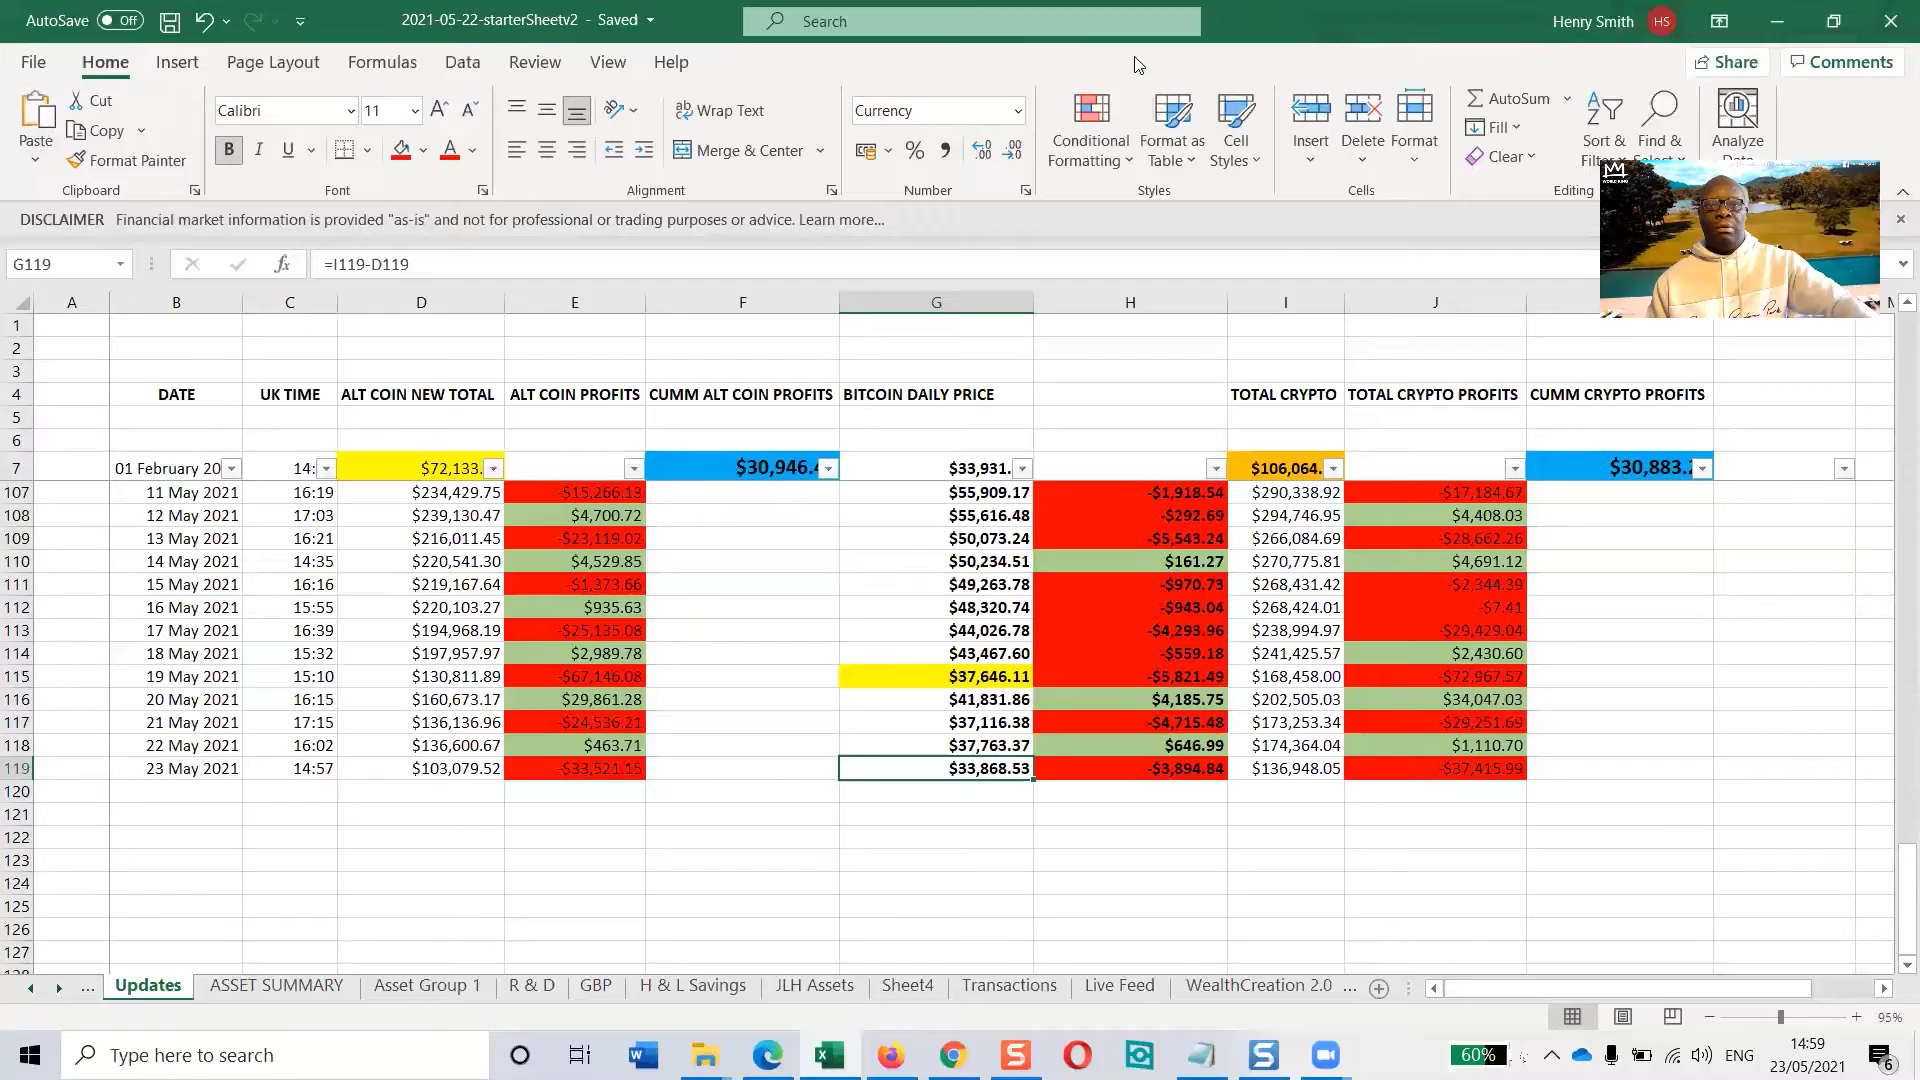 AutoSave Off 2021-05-22-starterSheetv2 - Saved Search Henry Smith HS
File Home Insert Page Layout Formulas Data Review View Help Share Comments
Paste Cut Copy Format Painter Clipboard
Calibri 11 B I U A Font
Wrap Text Merge & Center Alignment
Currency % Number
Conditional Formatting Format as Table Cell Styles Styles
Insert Delete Format Cells
AutoSum Fill Clear Sort & Find & Editing
Analyze
WORLD KING
DISCLAIMER Financial market information is provided "as-is" and not for professional or trading purposes or advice. Learn more...
G119 fx =I119-D119
A B C D E F G H I J
1
2
3
4 DATE UK TIME ALT COIN NEW TOTAL ALT COIN PROFITS CUMM ALT COIN PROFITS BITCOIN DAILY PRICE TOTAL CRYPTO TOTAL CRYPTO PROFITS CUMM CRYPTO PROFITS
5
6
7 01 February 20 14: $72,133. $30,946. $33,931. $106,064. $30,883.
107 11 May 2021 16:19 $234,429.75 -$15,266.13 $55,909.17 -$1,918.54 $290,338.92 -$17,184.67
108 12 May 2021 17:03 $239,130.47 $4,700.72 $55,616.48 -$292.69 $294,746.95 $4,408.03
109 13 May 2021 16:21 $216,011.45 -$23,119.02 $50,073.24 -$5,543.24 $266,084.69 -$28,662.26
110 14 May 2021 14:35 $220,541.30 $4,529.85 $50,234.51 $161.27 $270,775.81 $4,691.12
111 15 May 2021 16:16 $219,167.64 -$1,373.66 $49,263.78 -$970.73 $268,431.42 -$2,344.39
112 16 May 2021 15:55 $220,103.27 $935.63 $48,320.74 -$943.04 $268,424.01 -$7.41
113 17 May 2021 16:39 $194,968.19 -$25,135.08 $44,026.78 -$4,293.96 $238,994.97 -$29,429.04
114 18 May 2021 15:32 $197,957.97 $2,989.78 $43,467.60 -$559.18 $241,425.57 $2,430.60
115 19 May 2021 15:10 $130,811.89 -$67,146.08 $37,646.11 -$5,821.49 $168,458.00 -$72,967.57
116 20 May 2021 16:15 $160,673.17 $29,861.28 $41,831.86 $4,185.75 $202,505.03 $34,047.03
117 21 May 2021 17:15 $136,136.96 -$24,536.21 $37,116.38 -$4,715.48 $173,253.34 -$29,251.69
118 22 May 2021 16:02 $136,600.67 $463.71 $37,763.37 $646.99 $174,364.04 $1,110.70
119 23 May 2021 14:57 $103,079.52 -$33,521.15 $33,868.53 -$3,894.84 $136,948.05 -$37,415.99
120
121
122
123
124
125
126
127
... Updates ASSET SUMMARY Asset Group 1 R & D GBP H & L Savings JLH Assets Sheet4 Transactions Live Feed WealthCreation 2.0 ...
95%
Type here to search 60% ENG 14:59
23/05/2021 6